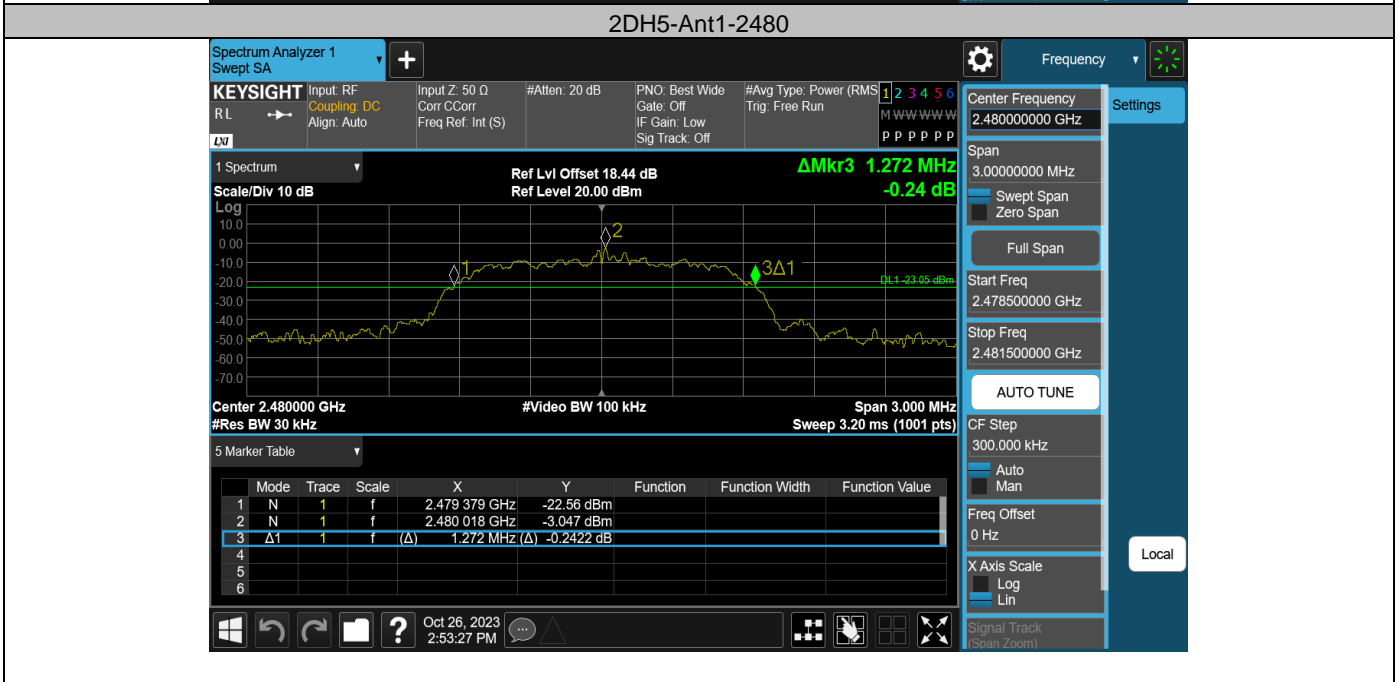 2DH5-Ant1-2480
Spectrum Analyzer 1
Swept SA
Frequency
KEYSIGHT
RL
LXI
Input: RF
Coupling: DC
Align: Auto
Input Z: 50 Ω
Corr CCorr
Freq Ref: Int (S)
#Atten: 20 dB
PNO: Best Wide
Gate: Off
IF Gain: Low
Sig Track: Off
#Avg Type: Power (RMS
Trig: Free Run
1 2 3 4 5 6
M W W W W W
P P P P P P
Center Frequency
2.480000000 GHz
Settings
Span
3.00000000 MHz
Swept Span
Zero Span
Full Span
Start Freq
2.478500000 GHz
Stop Freq
2.481500000 GHz
AUTO TUNE
CF Step
300.000 kHz
Auto
Man
Freq Offset
0 Hz
X Axis Scale
Log
Lin
Signal Track
(Span Zoom)
Local
1 Spectrum
Scale/Div 10 dB
Ref Lvl Offset 18.44 dB
Ref Level 20.00 dBm
ΔMkr3 1.272 MHz
-0.24 dB
Log
10.0
0.00
-10.0
-20.0
-30.0
-40.0
-50.0
-60.0
-70.0
1
2
3Δ1
DL1 -23.05 dBm
Center 2.480000 GHz
#Video BW 100 kHz
Span 3.000 MHz
#Res BW 30 kHz
Sweep 3.20 ms (1001 pts)
5 Marker Table
Mode Trace Scale X Y Function Function Width Function Value
1 N 1 f 2.479 379 GHz -22.56 dBm
2 N 1 f 2.480 018 GHz -3.047 dBm
3 Δ1 1 f (Δ) 1.272 MHz (Δ) -0.2422 dB
4
5
6
Oct 26, 2023
2:53:27 PM